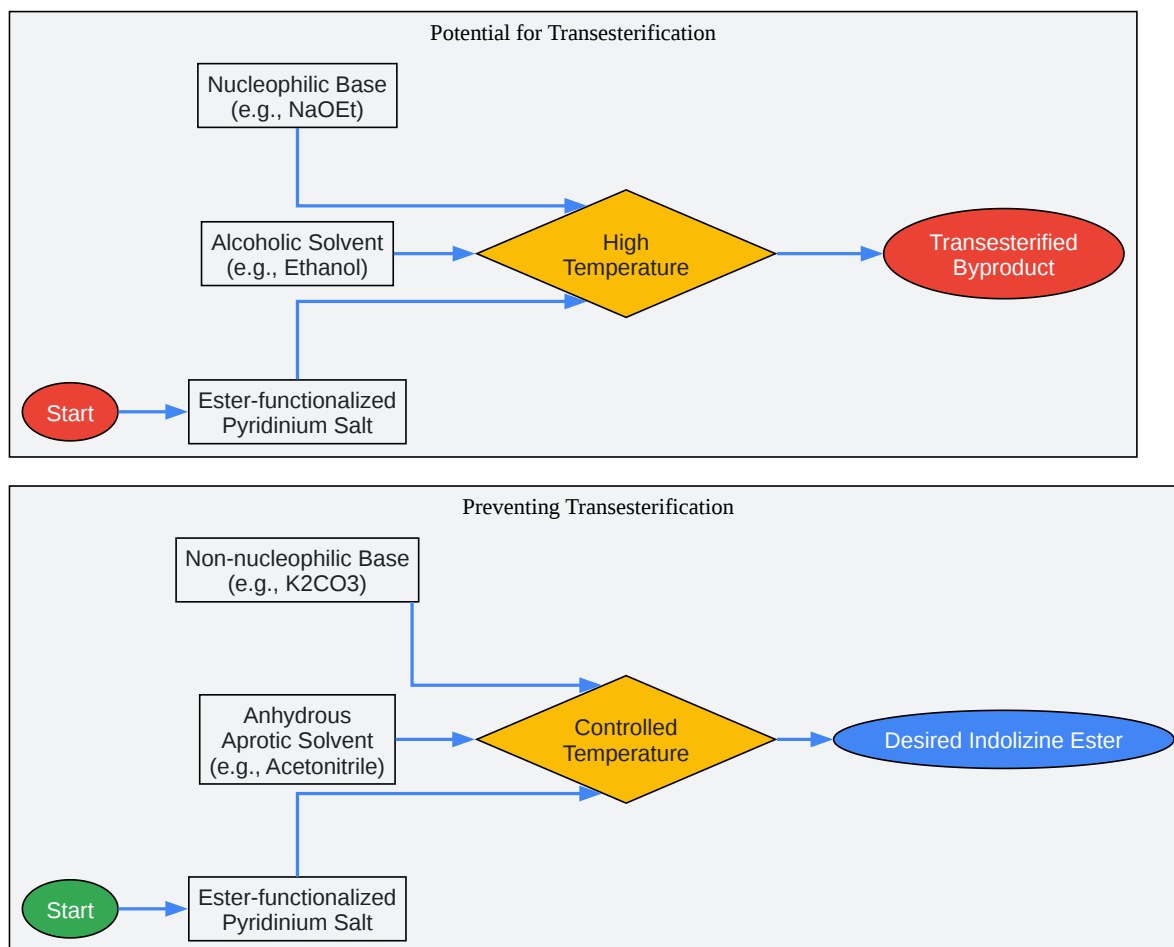 Potential for Transesterification
Nucleophilic Base
(e.g., NaOEt)
Alcoholic Solvent
(e.g., Ethanol)
High
Temperature
Transesterified
Byproduct
Start
Ester-functionalized
Pyridinium Salt
Preventing Transesterification
Non-nucleophilic Base
(e.g., K2CO3)
Anhydrous
Aprotic Solvent
(e.g., Acetonitrile)
Controlled
Temperature
Desired Indolizine Ester
Start
Ester-functionalized
Pyridinium Salt